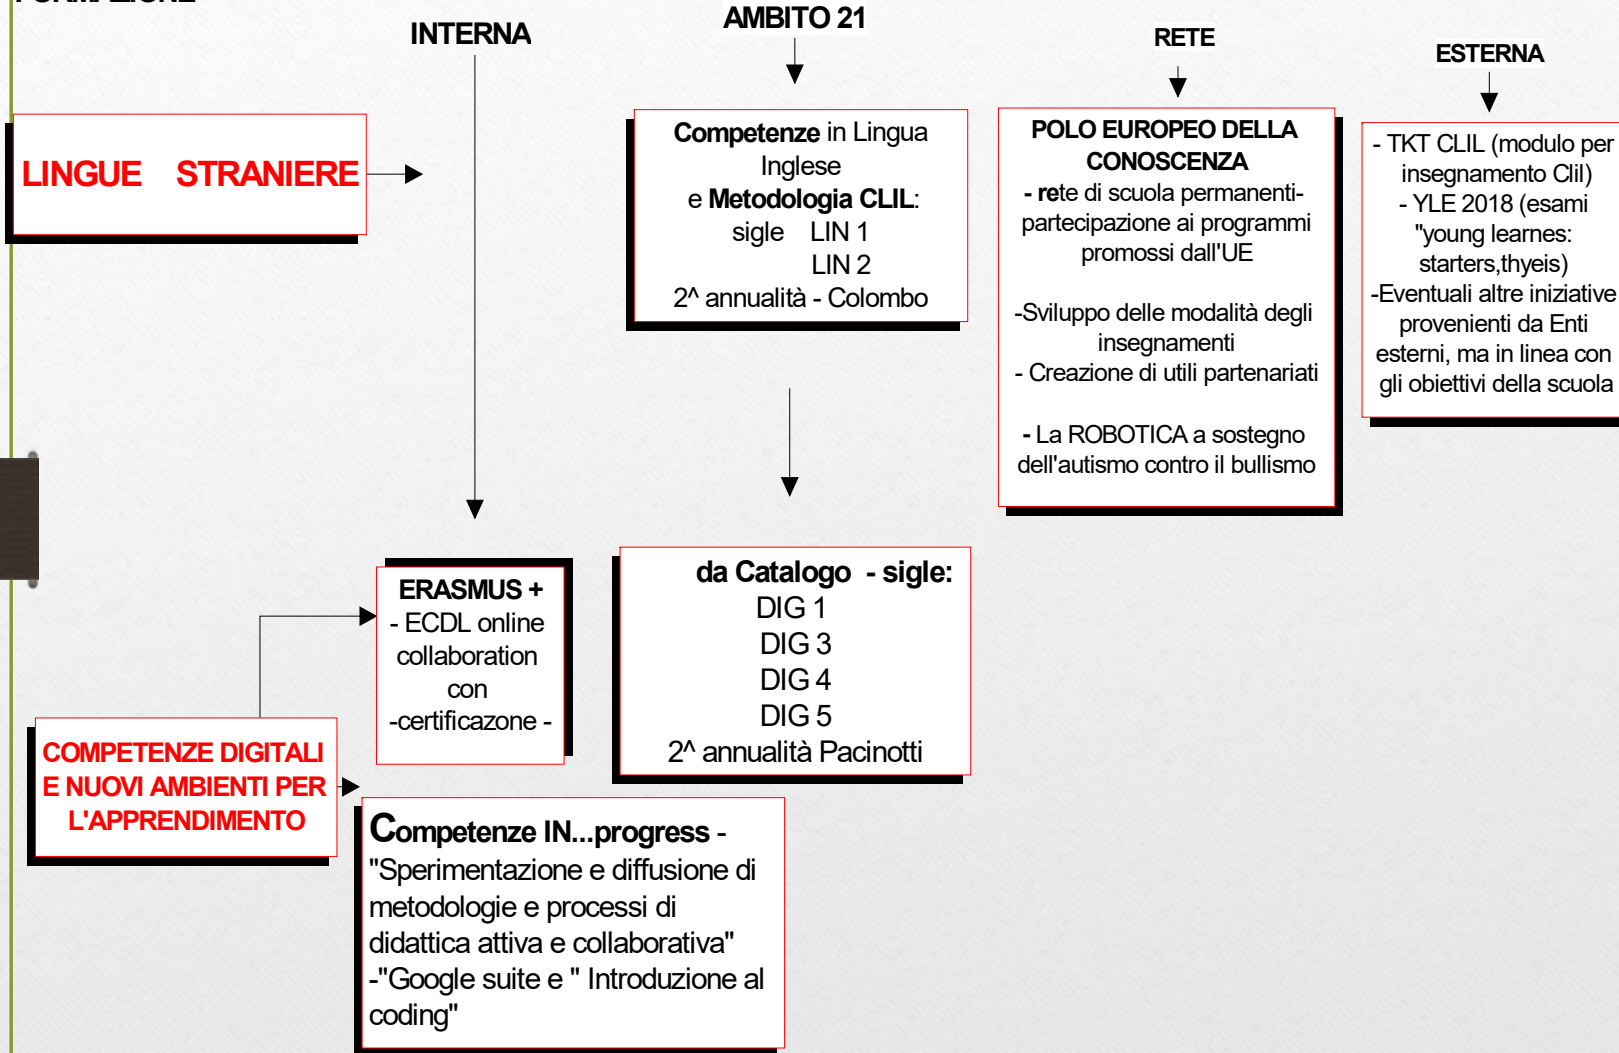 FORMAZIONE
INTERNA
AMBITO 21
RETE
ESTERNA
LINGUE STRANIERE
Competenze in Lingua
Inglese
e Metodologia CLIL:
sigle LIN 1
LIN 2
2^ annualità - Colombo
POLO EUROPEO DELLA
CONOSCENZA
- rete di scuola permanenti-
partecipazione ai programmi
promossi dall'UE
-Sviluppo delle modalità degli
insegnamenti
- Creazione di utili partenariati
- La ROBOTICA a sostegno
dell'autismo contro il bullismo
- TKT CLIL (modulo per
insegnamento Clil)
- YLE 2018 (esami
"young learnes:
starters,thyeis)
-Eventuali altre iniziative
provenienti da Enti
esterni, ma in linea con
gli obiettivi della scuola
ERASMUS +
- ECDL online
collaboration
con
-certificazone -
da Catalogo - sigle:
DIG 1
DIG 3
DIG 4
DIG 5
2^ annualità Pacinotti
COMPETENZE DIGITALI
E NUOVI AMBIENTI PER
L'APPRENDIMENTO
Competenze IN...progress -
"Sperimentazione e diffusione di
metodologie e processi di
didattica attiva e collaborativa"
-"Google suite e " Introduzione al
coding"